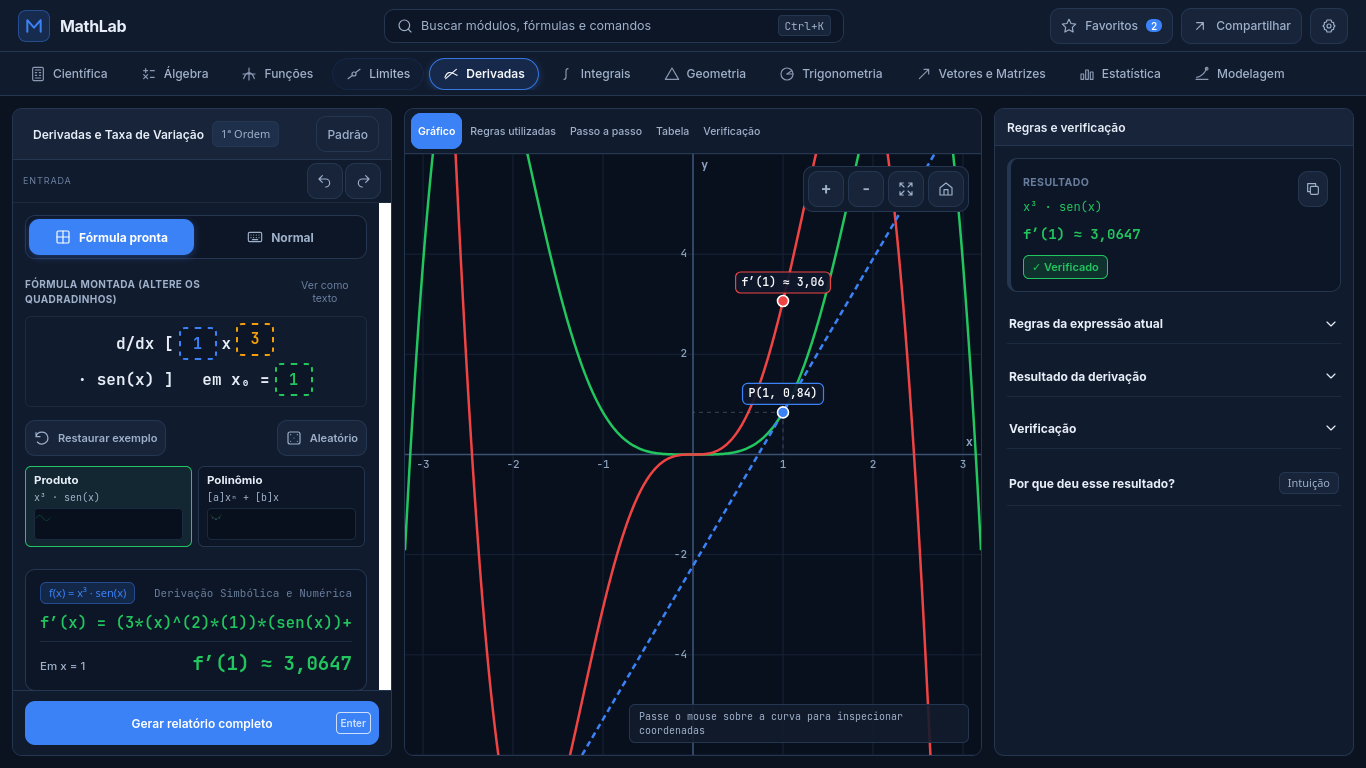 MathLab
Buscar módulos, fórmulas e comandos
Ctrl+K
Favoritos 2
Compartilhar
Científica
Álgebra
Funções
Limites
Derivadas
Integrais
Geometria
Trigonometria
Vetores e Matrizes
Estatística
Modelagem
Derivadas e Taxa de Variação
1ª Ordem
Padrão
ENTRADA
Fórmula pronta
Normal
FÓRMULA MONTADA (ALTERE OS
QUADRADINHOS)
Ver como
texto
d/dx [ 1 x 3
· sen(x) ] em x₀ = 1
Restaurar exemplo
Aleatório
Produto
x³ · sen(x)
Polinômio
[a]xⁿ + [b]x
f(x) = x³ · sen(x)
Derivação Simbólica e Numérica
f′(x) = (3*(x)^(2)*(1))*(sen(x))+
Em x = 1
f′(1) ≈ 3,0647
Gerar relatório completo
Enter
Gráfico
Regras utilizadas
Passo a passo
Tabela
Verificação
y
+
-
4
f′(1) ≈ 3,06
2
P(1, 0,84)
x
-3
-2
-1
1
2
3
-2
-4
Passe o mouse sobre a curva para inspecionar
coordenadas
Regras e verificação
RESULTADO
x³ · sen(x)
f′(1) ≈ 3,0647
✓ Verificado
Regras da expressão atual
Resultado da derivação
Verificação
Por que deu esse resultado?
Intuição